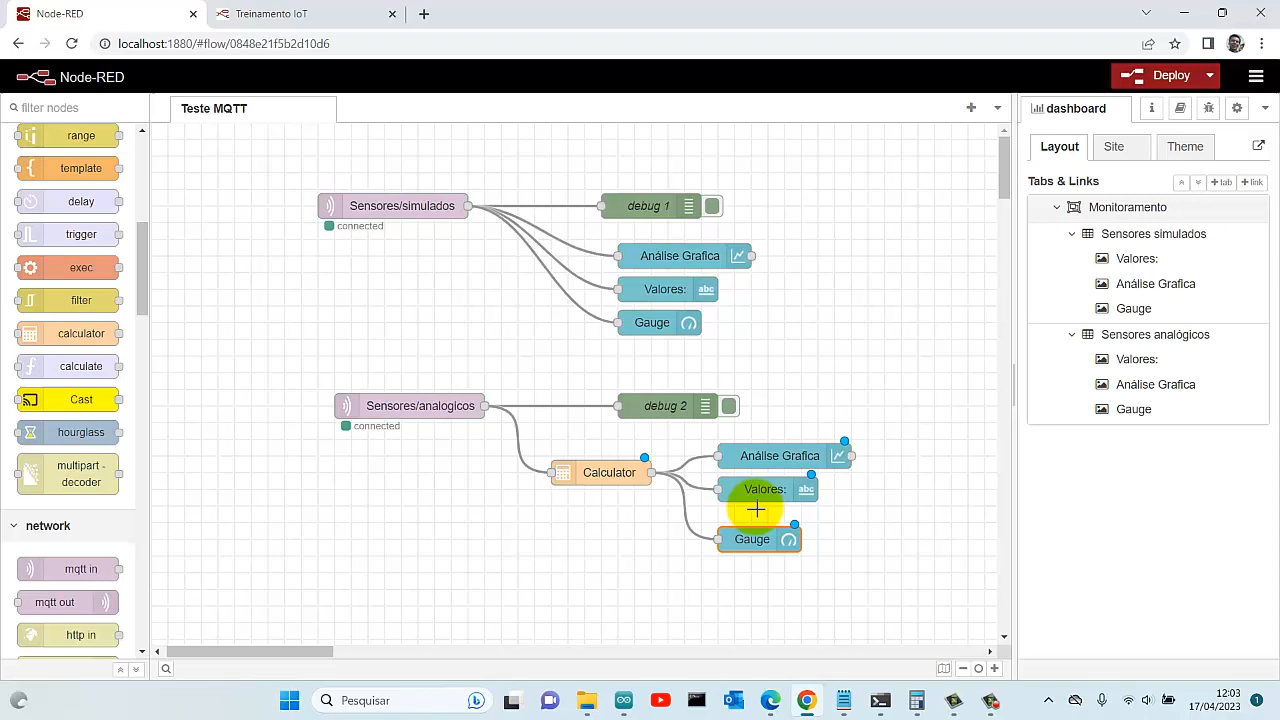 Node-RED
Treinamento IoT
localhost:1880/#flow/0848e21f5b2d10d6
Node-RED
Deploy
filter nodes
Teste MQTT
dashboard
range
template
delay
trigger
exec
filter
calculator
calculate
Cast
hourglass
multipart -
decoder
network
mqtt in
mqtt out
http in
Sensores/simulados
connected
debug 1
Análise Grafica
Valores:
abc
Gauge
Sensores/analogicos
connected
debug 2
Calculator
Análise Grafica
Valores:
abc
Gauge
Layout
Site
Theme
Tabs & Links
+tab
+link
Monitoramento
Sensores simulados
Valores:
Análise Grafica
Gauge
Sensores analógicos
Valores:
Análise Grafica
Gauge
Pesquisar
12:03
17/04/2023
1